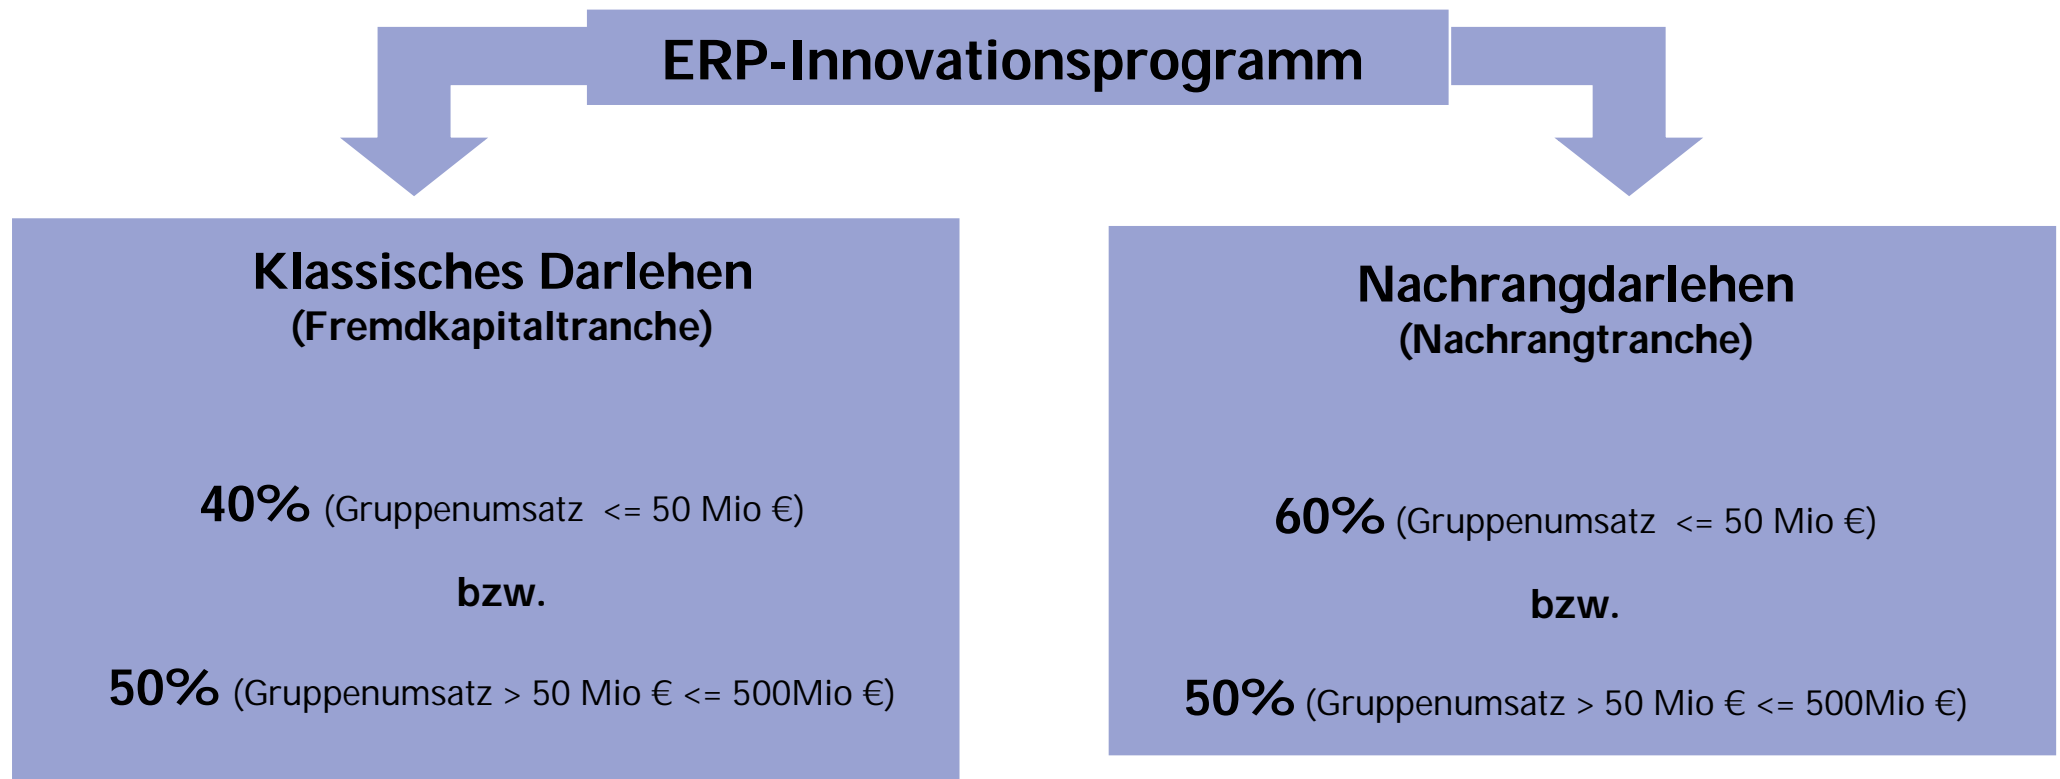 ERP-Innovationsprogramm
Klassisches Darlehen
(Fremdkapitaltranche)
40% (Gruppenumsatz <= 50 Mio €)
bzw.
50% (Gruppenumsatz > 50 Mio € <= 500Mio €)
Nachrangdarlehen
(Nachrangtranche)
60% (Gruppenumsatz <= 50 Mio €)
bzw.
50% (Gruppenumsatz > 50 Mio € <= 500Mio €)